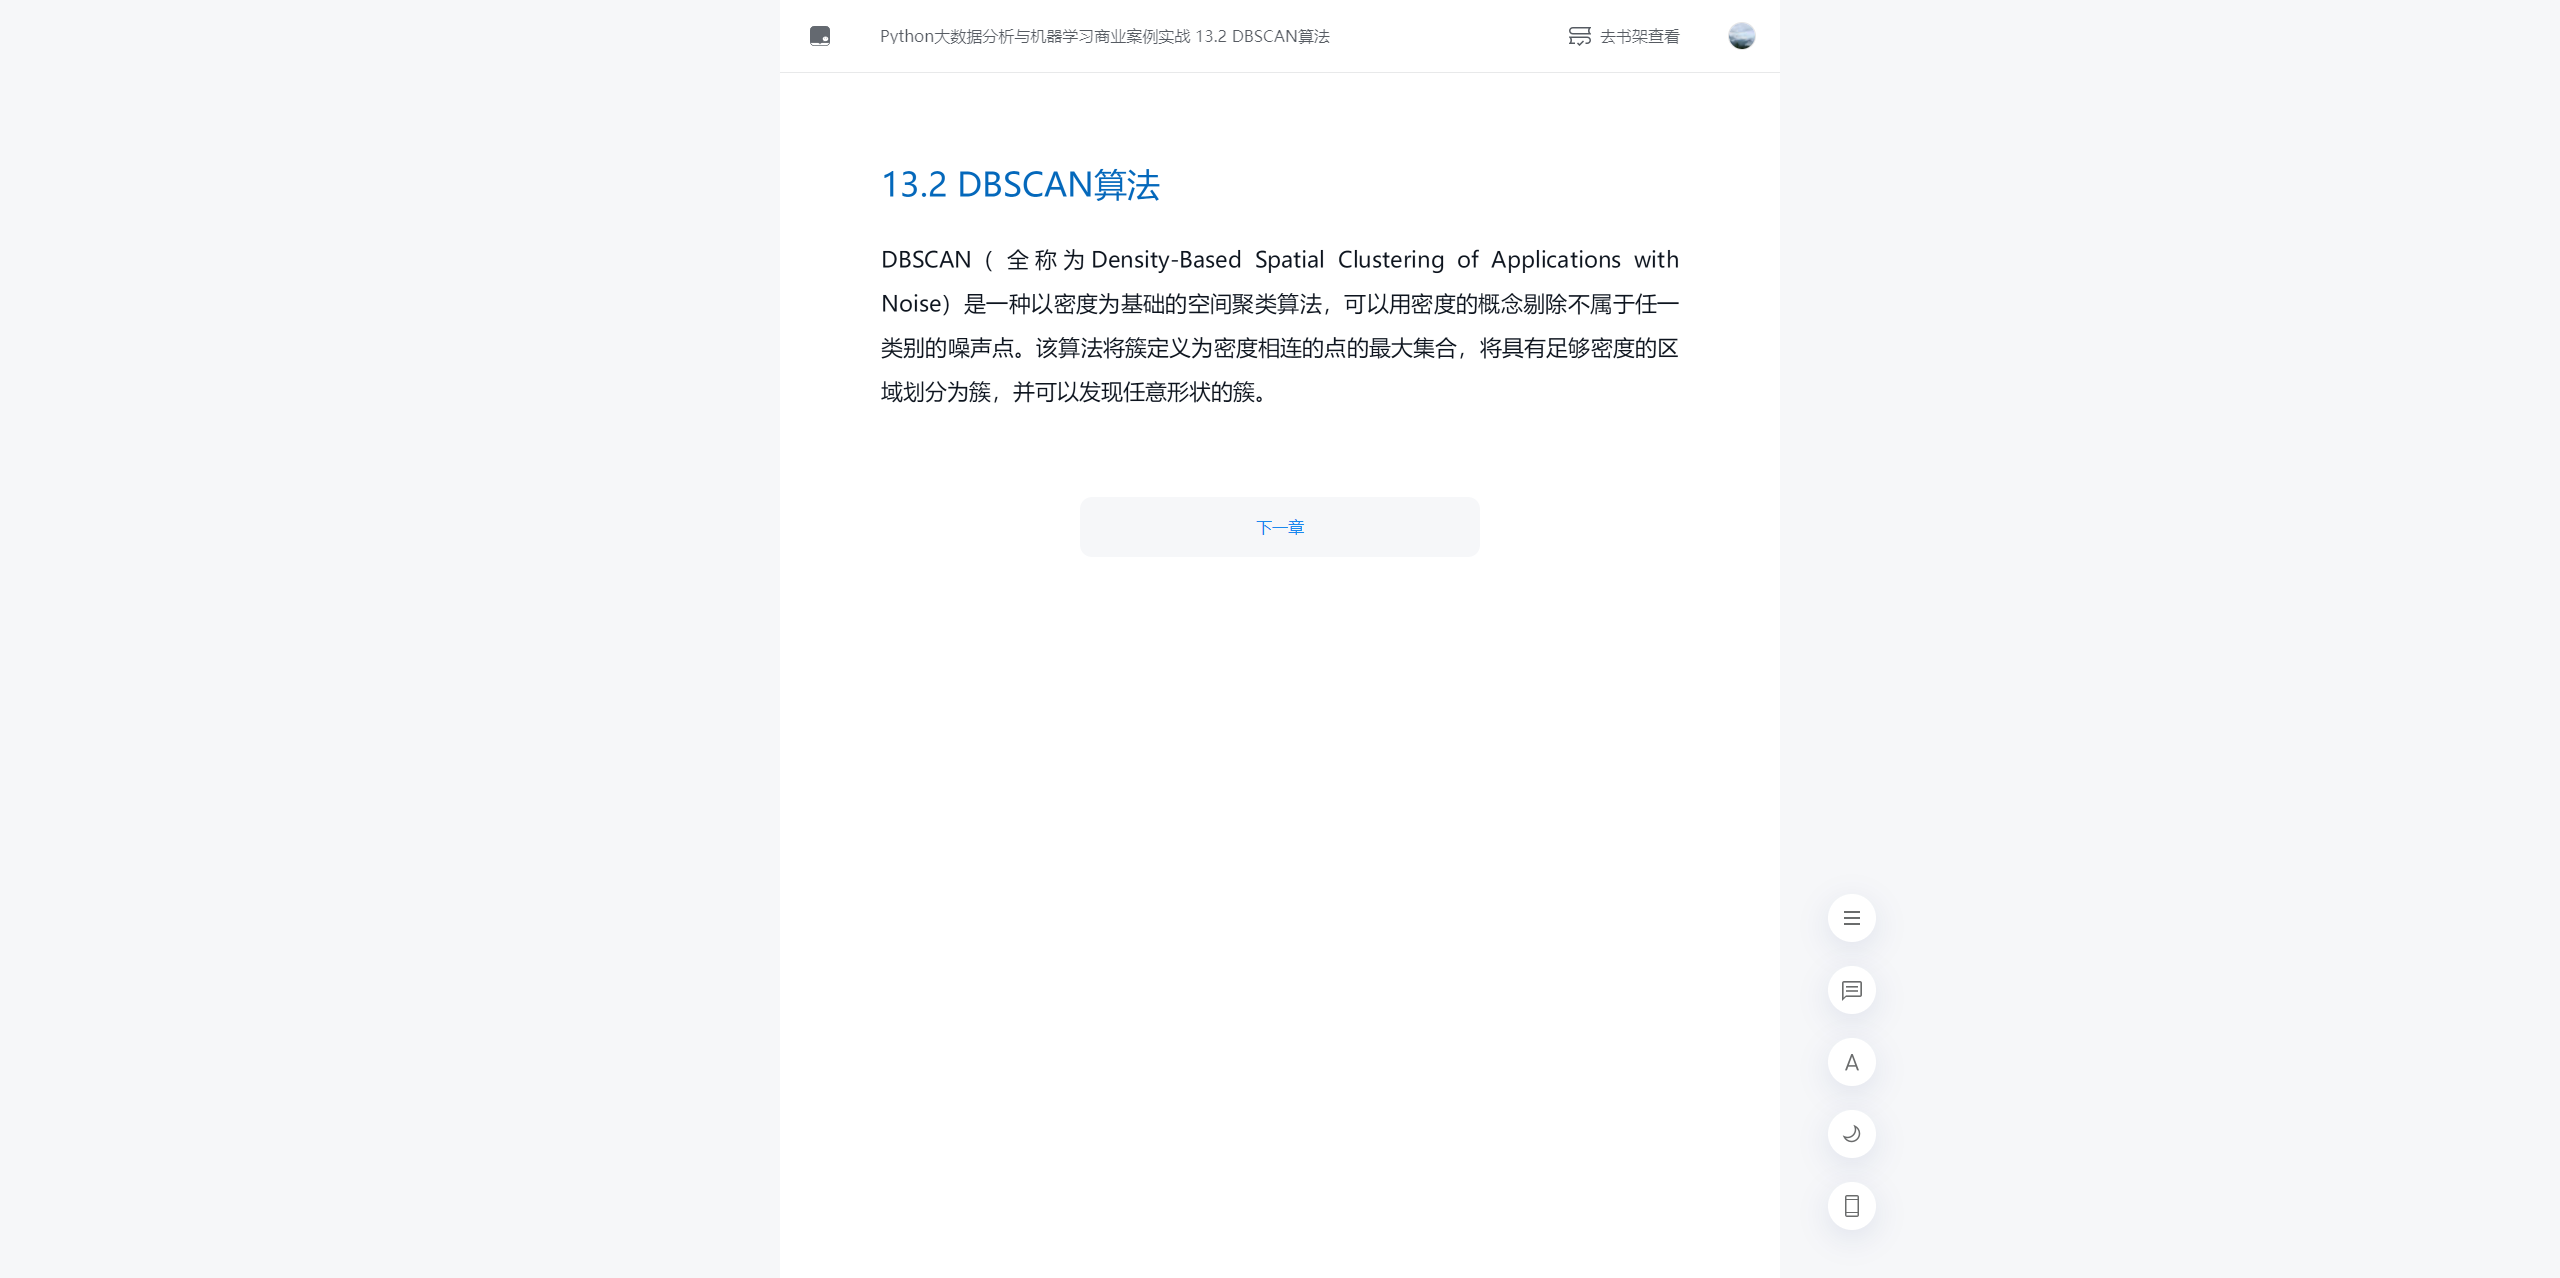 Python大数据分析与机器学习商业案例实战 13.2 DBSCAN算法
去书架查看
13.2 DBSCAN算法
DBSCAN（全称为Density-Based Spatial Clustering of Applications with
Noise）是一种以密度为基础的空间聚类算法，可以用密度的概念剔除不属于任一
类别的噪声点。该算法将簇定义为密度相连的点的最大集合，将具有足够密度的区
域划分为簇，并可以发现任意形状的簇。
下一章
A